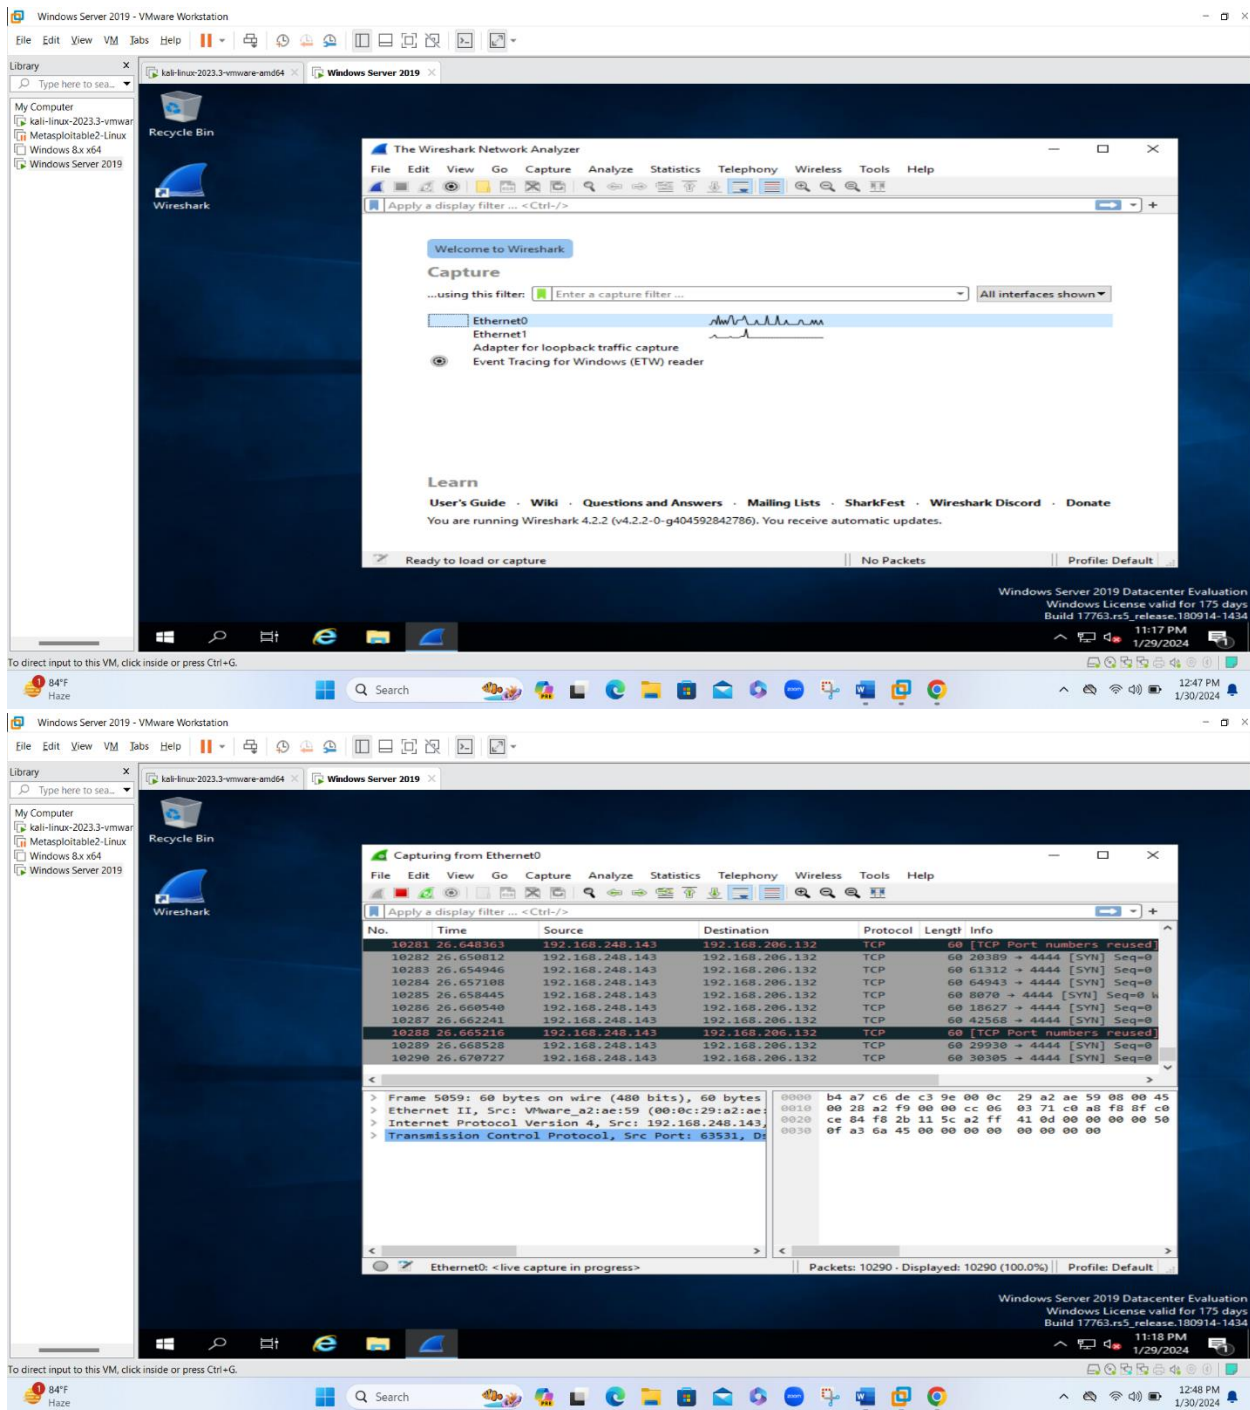 Windows Server 2019 - VMware Workstation
File Edit View VM Tabs Help
Library X
Type here to sea...
kali-linux-2023.3-vmware-amd64 Windows Server 2019
My Computer
kali-linux-2023.3-vmwar
Metasploitable2-Linux
Windows 8.x x64
Windows Server 2019
Recycle Bin
Wireshark
The Wireshark Network Analyzer
File Edit View Go Capture Analyze Statistics Telephony Wireless Tools Help
Apply a display filter ... <Ctrl-/>
Welcome to Wireshark
Capture
...using this filter: Enter a capture filter ... All interfaces shown
Ethernet0
Ethernet1
Adapter for loopback traffic capture
Event Tracing for Windows (ETW) reader
Learn
User's Guide · Wiki · Questions and Answers · Mailing Lists · SharkFest · Wireshark Discord · Donate
You are running Wireshark 4.2.2 (v4.2.2-0-g404592842786). You receive automatic updates.
Ready to load or capture No Packets Profile: Default
Windows Server 2019 Datacenter Evaluation
Windows License valid for 175 days
Build 17763.rs5_release.180914-1434
11:17 PM
1/29/2024
To direct input to this VM, click inside or press Ctrl+G.
1 84°F
Haze
Search
zoom
12:47 PM
1/30/2024
Windows Server 2019 - VMware Workstation
File Edit View VM Tabs Help
Library X
Type here to sea...
kali-linux-2023.3-vmware-amd64 Windows Server 2019
My Computer
kali-linux-2023.3-vmwar
Metasploitable2-Linux
Windows 8.x x64
Windows Server 2019
Recycle Bin
Wireshark
Capturing from Ethernet0
File Edit View Go Capture Analyze Statistics Telephony Wireless Tools Help
Apply a display filter ... <Ctrl-/>
No. Time Source Destination Protocol Length Info
10281 26.648363 192.168.248.143 192.168.206.132 TCP 60 [TCP Port numbers reused]
10282 26.650812 192.168.248.143 192.168.206.132 TCP 60 20389 → 4444 [SYN] Seq=0
10283 26.654946 192.168.248.143 192.168.206.132 TCP 60 61312 → 4444 [SYN] Seq=0
10284 26.657108 192.168.248.143 192.168.206.132 TCP 60 64943 → 4444 [SYN] Seq=0
10285 26.658445 192.168.248.143 192.168.206.132 TCP 60 8070 → 4444 [SYN] Seq=0 W
10286 26.660540 192.168.248.143 192.168.206.132 TCP 60 18627 → 4444 [SYN] Seq=0
10287 26.662241 192.168.248.143 192.168.206.132 TCP 60 42568 → 4444 [SYN] Seq=0
10288 26.665216 192.168.248.143 192.168.206.132 TCP 60 [TCP Port numbers reused]
10289 26.668528 192.168.248.143 192.168.206.132 TCP 60 29930 → 4444 [SYN] Seq=0
10290 26.670727 192.168.248.143 192.168.206.132 TCP 60 30305 → 4444 [SYN] Seq=0
Frame 5059: 60 bytes on wire (480 bits), 60 bytes
Ethernet II, Src: VMware_a2:ae:59 (00:0c:29:a2:ae:
Internet Protocol Version 4, Src: 192.168.248.143,
Transmission Control Protocol, Src Port: 63531, Ds
0000 b4 a7 c6 de c3 9e 00 0c 29 a2 ae 59 08 00 45
0010 00 28 a2 f9 00 00 cc 06 03 71 c0 a8 f8 8f c0
0020 ce 84 f8 2b 11 5c a2 ff 41 0d 00 00 00 00 50
0030 0f a3 6a 45 00 00 00 00 00 00 00 00
Ethernet0: <live capture in progress> Packets: 10290 · Displayed: 10290 (100.0%) Profile: Default
Windows Server 2019 Datacenter Evaluation
Windows License valid for 175 days
Build 17763.rs5_release.180914-1434
11:18 PM
1/29/2024
To direct input to this VM, click inside or press Ctrl+G.
1 84°F
Haze
Search
zoom
12:48 PM
1/30/2024